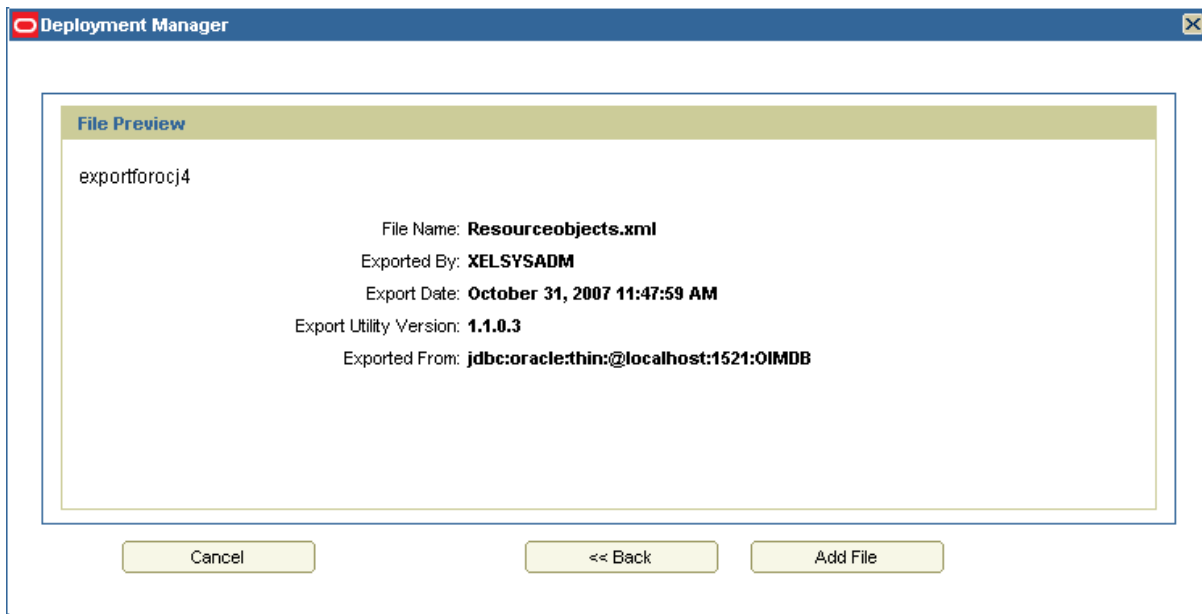 Deployment Manager
File Preview
exportforocj4
File Name: Resourceobjects.xml
Exported By: XELSYSADM
Export Date: October 31, 2007 11:47:59 AM
Export Utility Version: 1.1.0.3
Exported From: jdbc:oracle:thin:@localhost:1521:OIMDB
Cancel << Back Add File